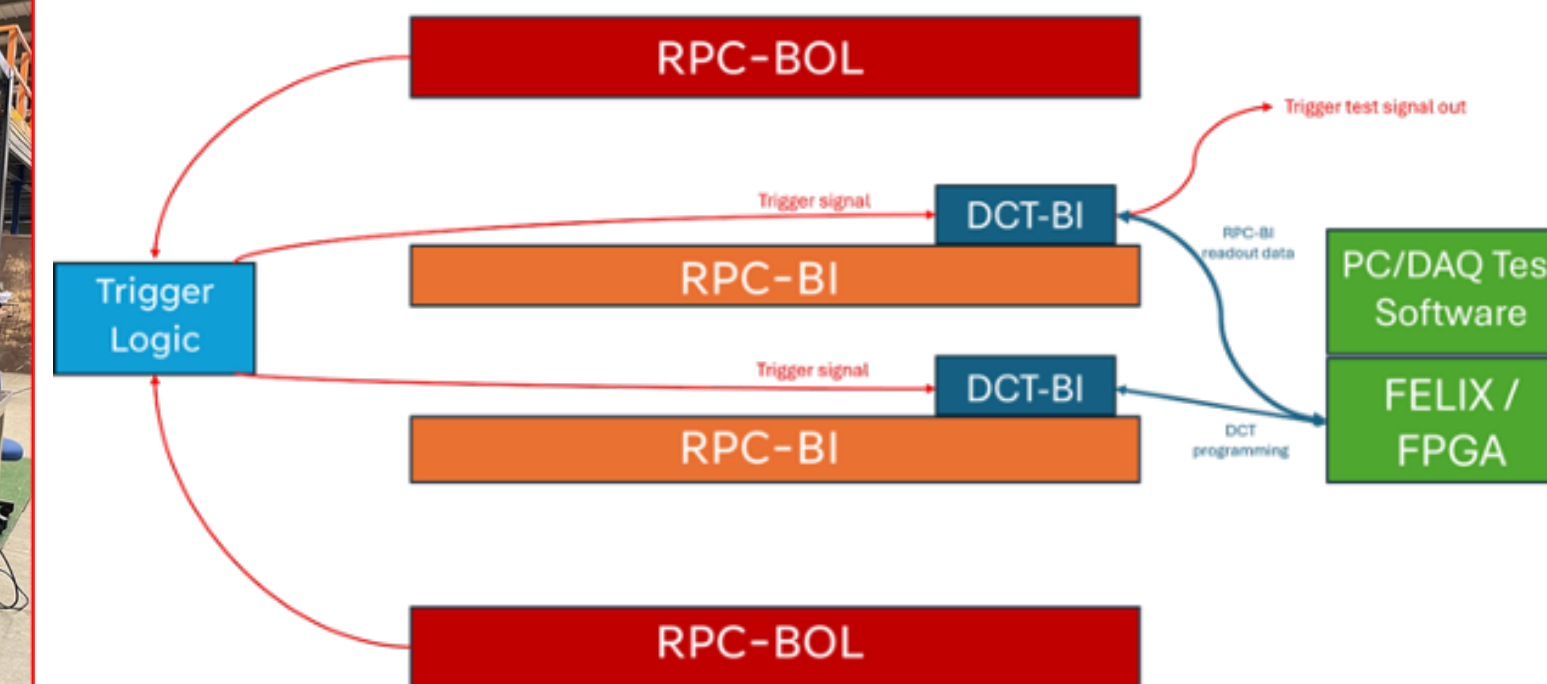 RPC-BOL
Trigger test signal out
Trigger signal
DCT-BI
RPC-BI
readout data
RPC-BI
PC/DAQ Tes
Software
Trigger
Logic
Trigger signal
DCT-BI
FELIX /
FPGA
DCT
programming
RPC-BI
RPC-BOL